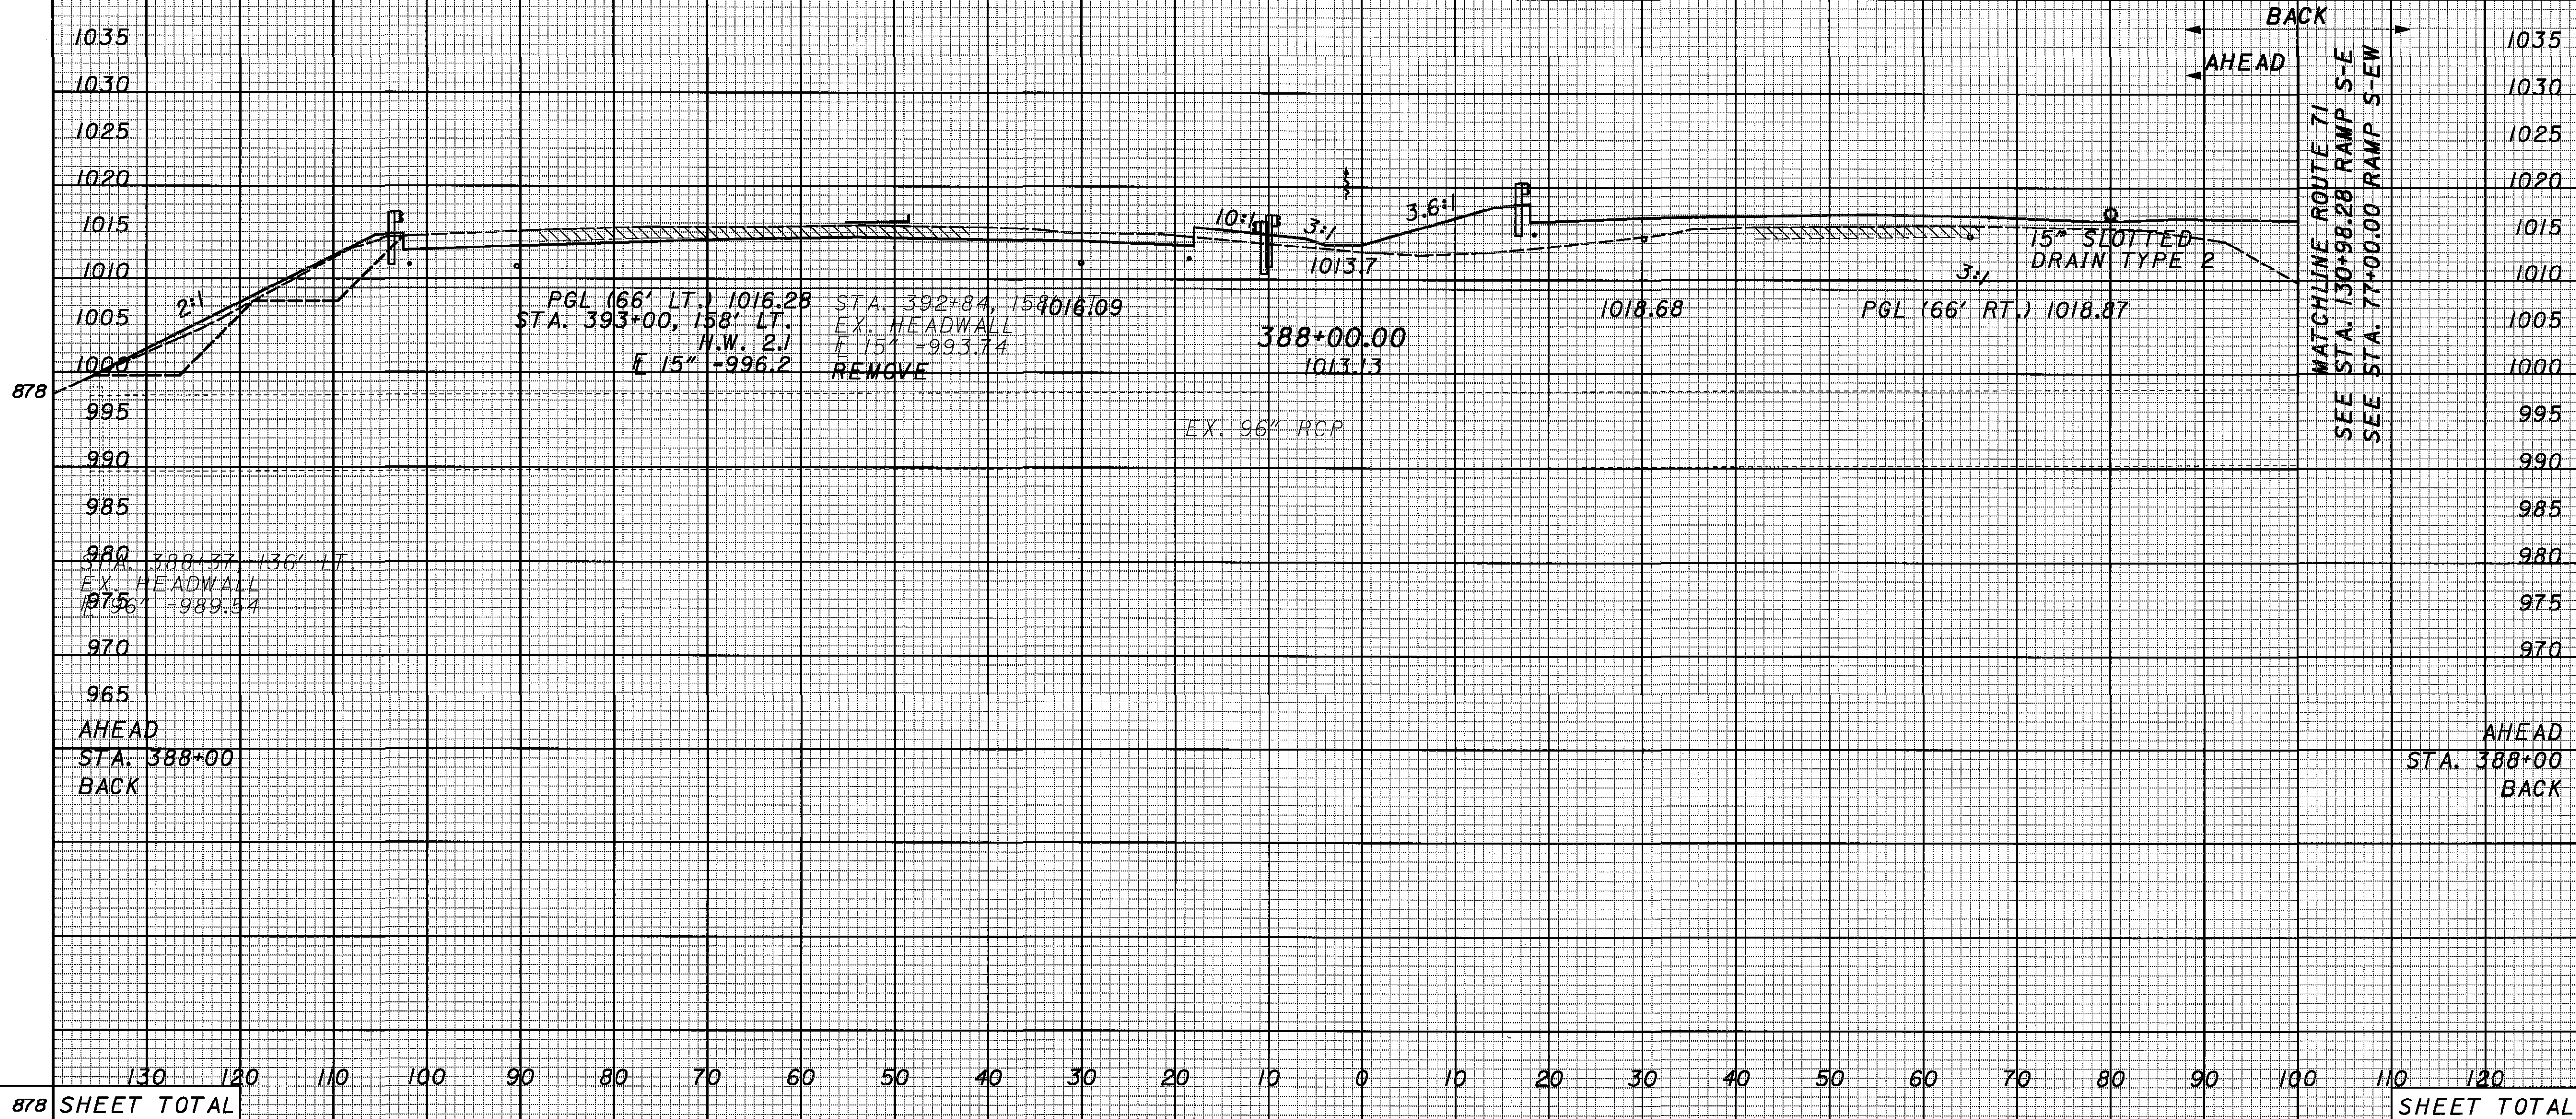 BACK
AHEAD
1035
1030
1025
1020
1015
1010
1005
1000
995
990
985
980
975
970
965
1035
1030
1025
1020
1015
1010
1005
1000
995
990
985
980
975
970
MATCHLINE ROUTE 71
SEE STA. 130+98.28 RAMP S-E
SEE STA. 77+00.00 RAMP S-EW
2:1
10:1
3:1
3.6:1
1013.7
15" SLOTTED
DRAIN TYPE 2
3:1
PGL (66' LT.) 1016.28
STA. 393+00, 158' LT.
H.W. 2.1
15" =996.2
STA. 392+84, 158' LT.
EX. HEADWALL
15" =993.74
REMOVE
1016.09
388+00.00
1013.13
1018.68
PGL (66' RT.) 1018.87
878
EX. 96" RCP
STA. 388+37, 136' LT.
EX. HEADWALL
96" =989.54
AHEAD
STA. 388+00
BACK
AHEAD
STA. 388+00
BACK
130 120 110 100 90 80 70 60 50 40 30 20 10 0 10 20 30 40 50 60 70 80 90 100 110 120
878 SHEET TOTAL
SHEET TOTAL